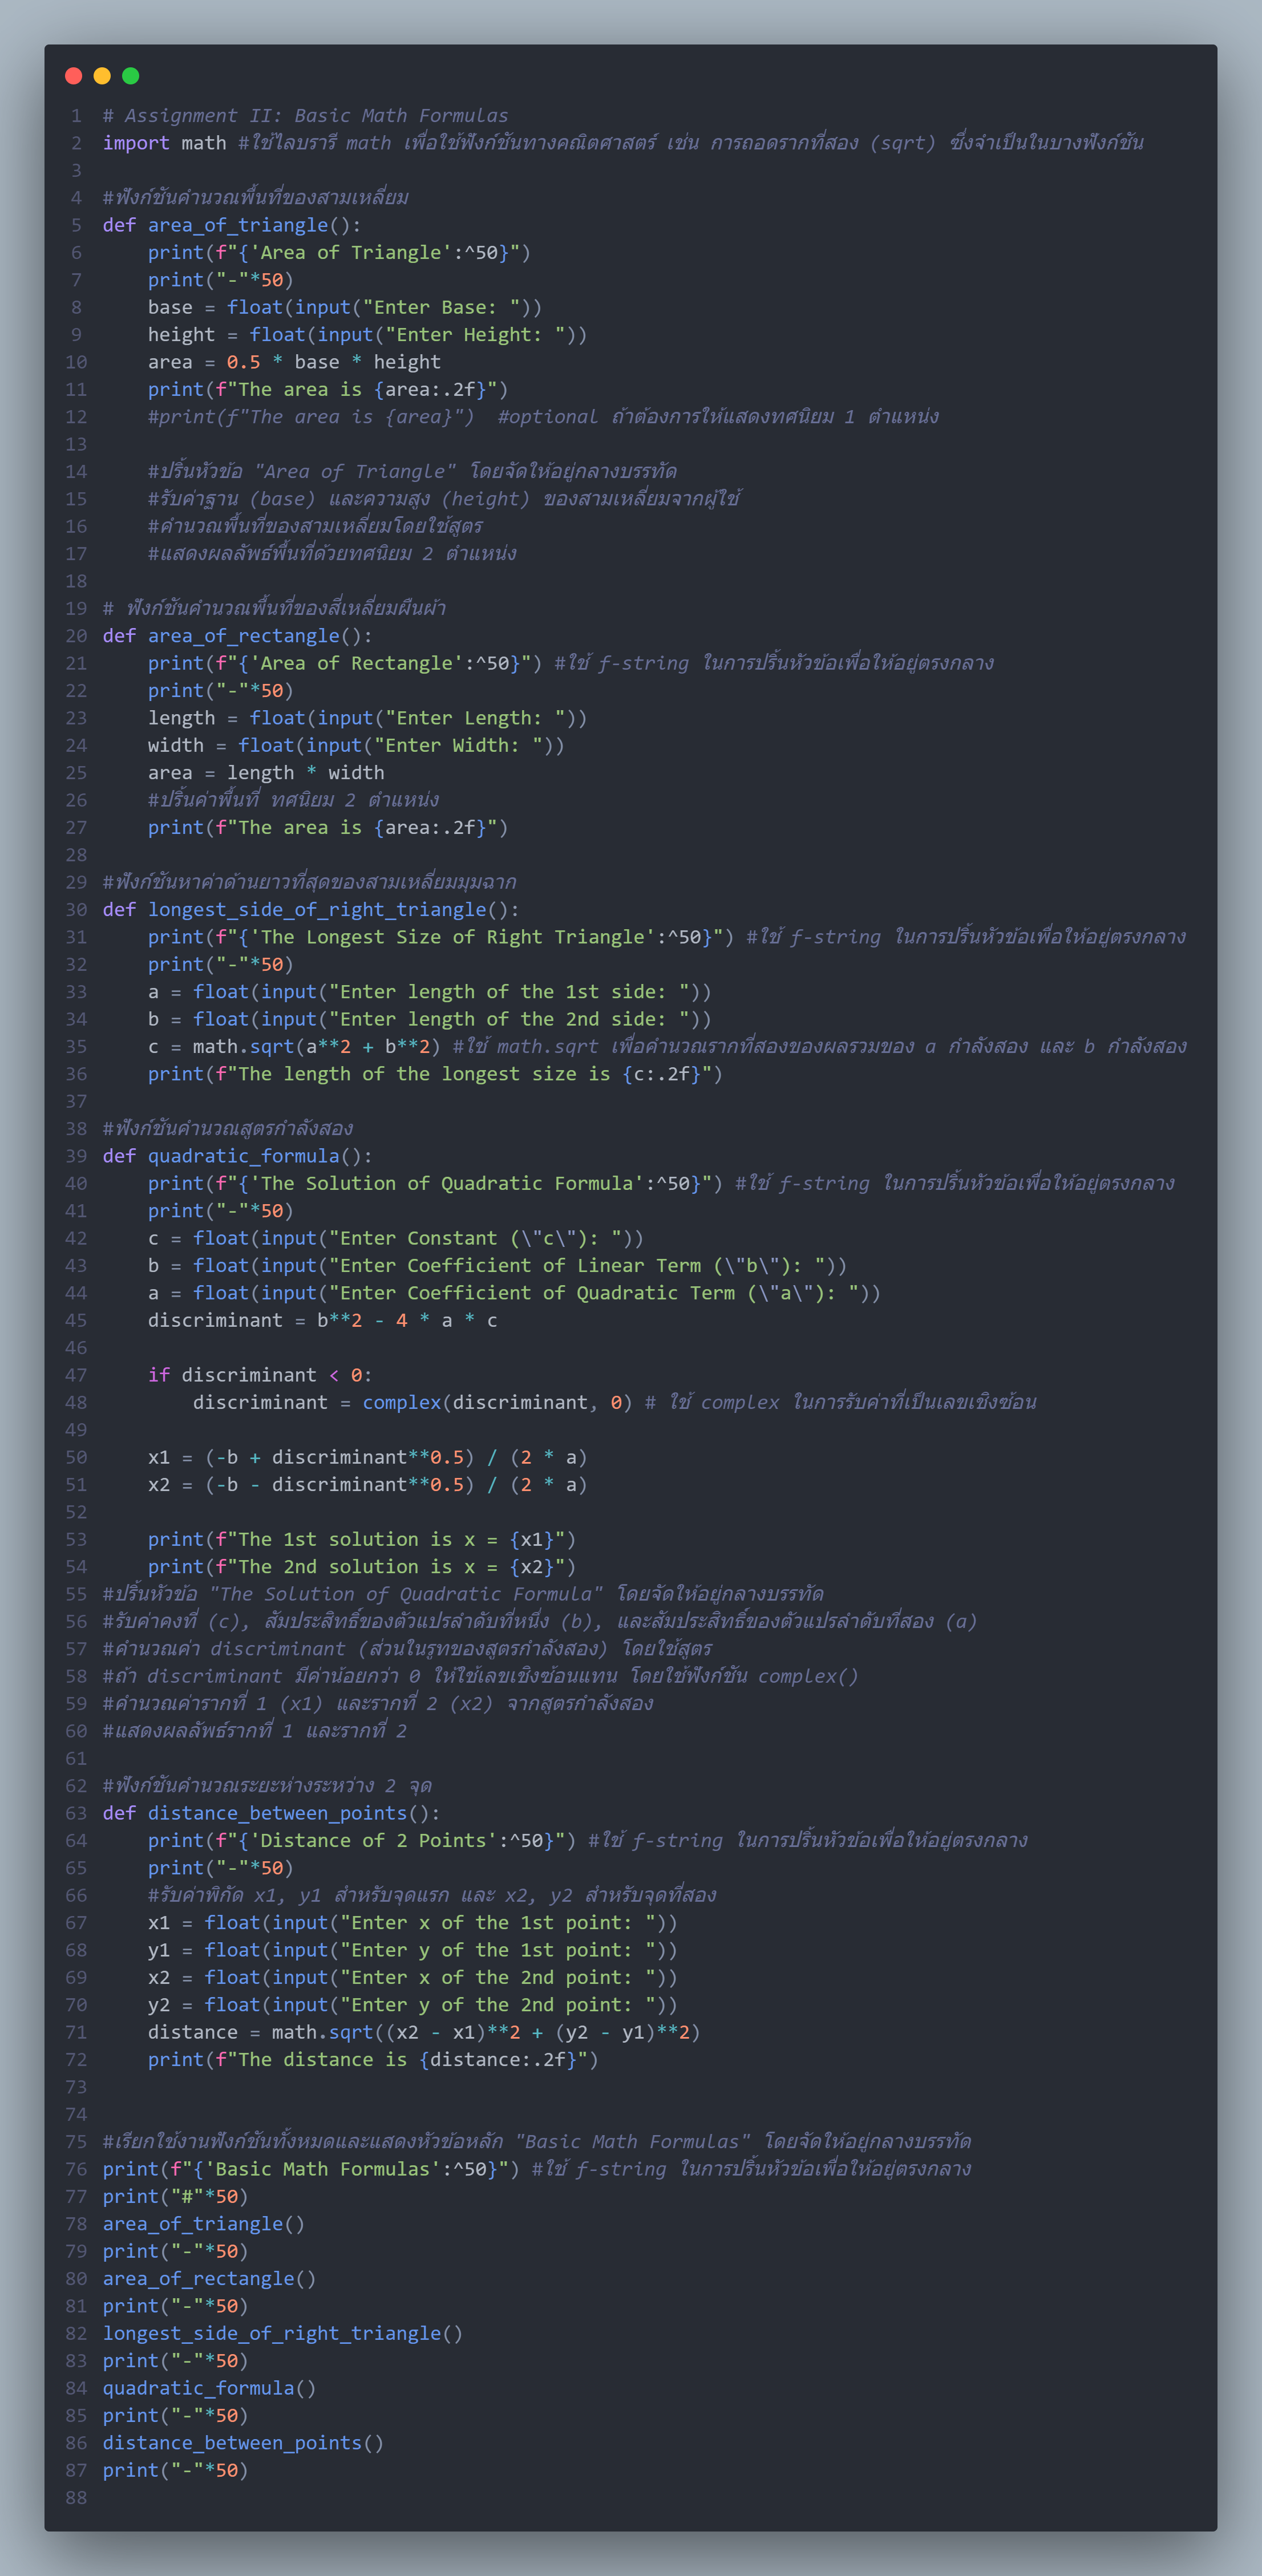 1 # Assignment II: Basic Math Formulas
2 import math #ใช้ไลบรารี math เพื่อใช้ฟังก์ชันทางคณิตศาสตร์ เช่น การถอดรากที่สอง (sqrt) ซึ่งจำเป็นในบางฟังก์ชัน
3
4 #ฟังก์ชันคำนวณพื้นที่ของสามเหลี่ยม
5 def area_of_triangle():
6     print(f"{'Area of Triangle':^50}")
7     print("-"*50)
8     base = float(input("Enter Base: "))
9     height = float(input("Enter Height: "))
10     area = 0.5 * base * height
11     print(f"The area is {area:.2f}")
12     #print(f"The area is {area}")  #optional ถ้าต้องการให้แสดงทศนิยม 1 ตำแหน่ง
13
14     #ปริ้นหัวข้อ "Area of Triangle" โดยจัดให้อยู่กลางบรรทัด
15     #รับค่าฐาน (base) และความสูง (height) ของสามเหลี่ยมจากผู้ใช้
16     #คำนวณพื้นที่ของสามเหลี่ยมโดยใช้สูตร
17     #แสดงผลลัพธ์พื้นที่ด้วยทศนิยม 2 ตำแหน่ง
18
19 # ฟังก์ชันคำนวณพื้นที่ของสี่เหลี่ยมผืนผ้า
20 def area_of_rectangle():
21     print(f"{'Area of Rectangle':^50}") #ใช้ f-string ในการปริ้นหัวข้อเพื่อให้อยู่ตรงกลาง
22     print("-"*50)
23     length = float(input("Enter Length: "))
24     width = float(input("Enter Width: "))
25     area = length * width
26     #ปริ้นค่าพื้นที่ ทศนิยม 2 ตำแหน่ง
27     print(f"The area is {area:.2f}")
28
29 #ฟังก์ชันหาค่าด้านยาวที่สุดของสามเหลี่ยมมุมฉาก
30 def longest_side_of_right_triangle():
31     print(f"{'The Longest Size of Right Triangle':^50}") #ใช้ f-string ในการปริ้นหัวข้อเพื่อให้อยู่ตรงกลาง
32     print("-"*50)
33     a = float(input("Enter length of the 1st side: "))
34     b = float(input("Enter length of the 2nd side: "))
35     c = math.sqrt(a**2 + b**2) #ใช้ math.sqrt เพื่อคำนวณรากที่สองของผลรวมของ a กำลังสอง และ b กำลังสอง
36     print(f"The length of the longest size is {c:.2f}")
37
38 #ฟังก์ชันคำนวณสูตรกำลังสอง
39 def quadratic_formula():
40     print(f"{'The Solution of Quadratic Formula':^50}") #ใช้ f-string ในการปริ้นหัวข้อเพื่อให้อยู่ตรงกลาง
41     print("-"*50)
42     c = float(input("Enter Constant (\"c\"): "))
43     b = float(input("Enter Coefficient of Linear Term (\"b\"): "))
44     a = float(input("Enter Coefficient of Quadratic Term (\"a\"): "))
45     discriminant = b**2 - 4 * a * c
46
47     if discriminant < 0:
48         discriminant = complex(discriminant, 0) # ใช้ complex ในการรับค่าที่เป็นเลขเชิงซ้อน
49
50     x1 = (-b + discriminant**0.5) / (2 * a)
51     x2 = (-b - discriminant**0.5) / (2 * a)
52
53     print(f"The 1st solution is x = {x1}")
54     print(f"The 2nd solution is x = {x2}")
55 #ปริ้นหัวข้อ "The Solution of Quadratic Formula" โดยจัดให้อยู่กลางบรรทัด
56 #รับค่าคงที่ (c), สัมประสิทธิ์ของตัวแปรลำดับที่หนึ่ง (b), และสัมประสิทธิ์ของตัวแปรลำดับที่สอง (a)
57 #คำนวณค่า discriminant (ส่วนในรูทของสูตรกำลังสอง) โดยใช้สูตร
58 #ถ้า discriminant มีค่าน้อยกว่า 0 ให้ใช้เลขเชิงซ้อนแทน โดยใช้ฟังก์ชัน complex()
59 #คำนวณค่ารากที่ 1 (x1) และรากที่ 2 (x2) จากสูตรกำลังสอง
60 #แสดงผลลัพธ์รากที่ 1 และรากที่ 2
61
62 #ฟังก์ชันคำนวณระยะห่างระหว่าง 2 จุด
63 def distance_between_points():
64     print(f"{'Distance of 2 Points':^50}") #ใช้ f-string ในการปริ้นหัวข้อเพื่อให้อยู่ตรงกลาง
65     print("-"*50)
66     #รับค่าพิกัด x1, y1 สำหรับจุดแรก และ x2, y2 สำหรับจุดที่สอง
67     x1 = float(input("Enter x of the 1st point: "))
68     y1 = float(input("Enter y of the 1st point: "))
69     x2 = float(input("Enter x of the 2nd point: "))
70     y2 = float(input("Enter y of the 2nd point: "))
71     distance = math.sqrt((x2 - x1)**2 + (y2 - y1)**2)
72     print(f"The distance is {distance:.2f}")
73
74
75 #เรียกใช้งานฟังก์ชันทั้งหมดและแสดงหัวข้อหลัก "Basic Math Formulas" โดยจัดให้อยู่กลางบรรทัด
76 print(f"{'Basic Math Formulas':^50}") #ใช้ f-string ในการปริ้นหัวข้อเพื่อให้อยู่ตรงกลาง
77 print("#"*50)
78 area_of_triangle()
79 print("-"*50)
80 area_of_rectangle()
81 print("-"*50)
82 longest_side_of_right_triangle()
83 print("-"*50)
84 quadratic_formula()
85 print("-"*50)
86 distance_between_points()
87 print("-"*50)
88